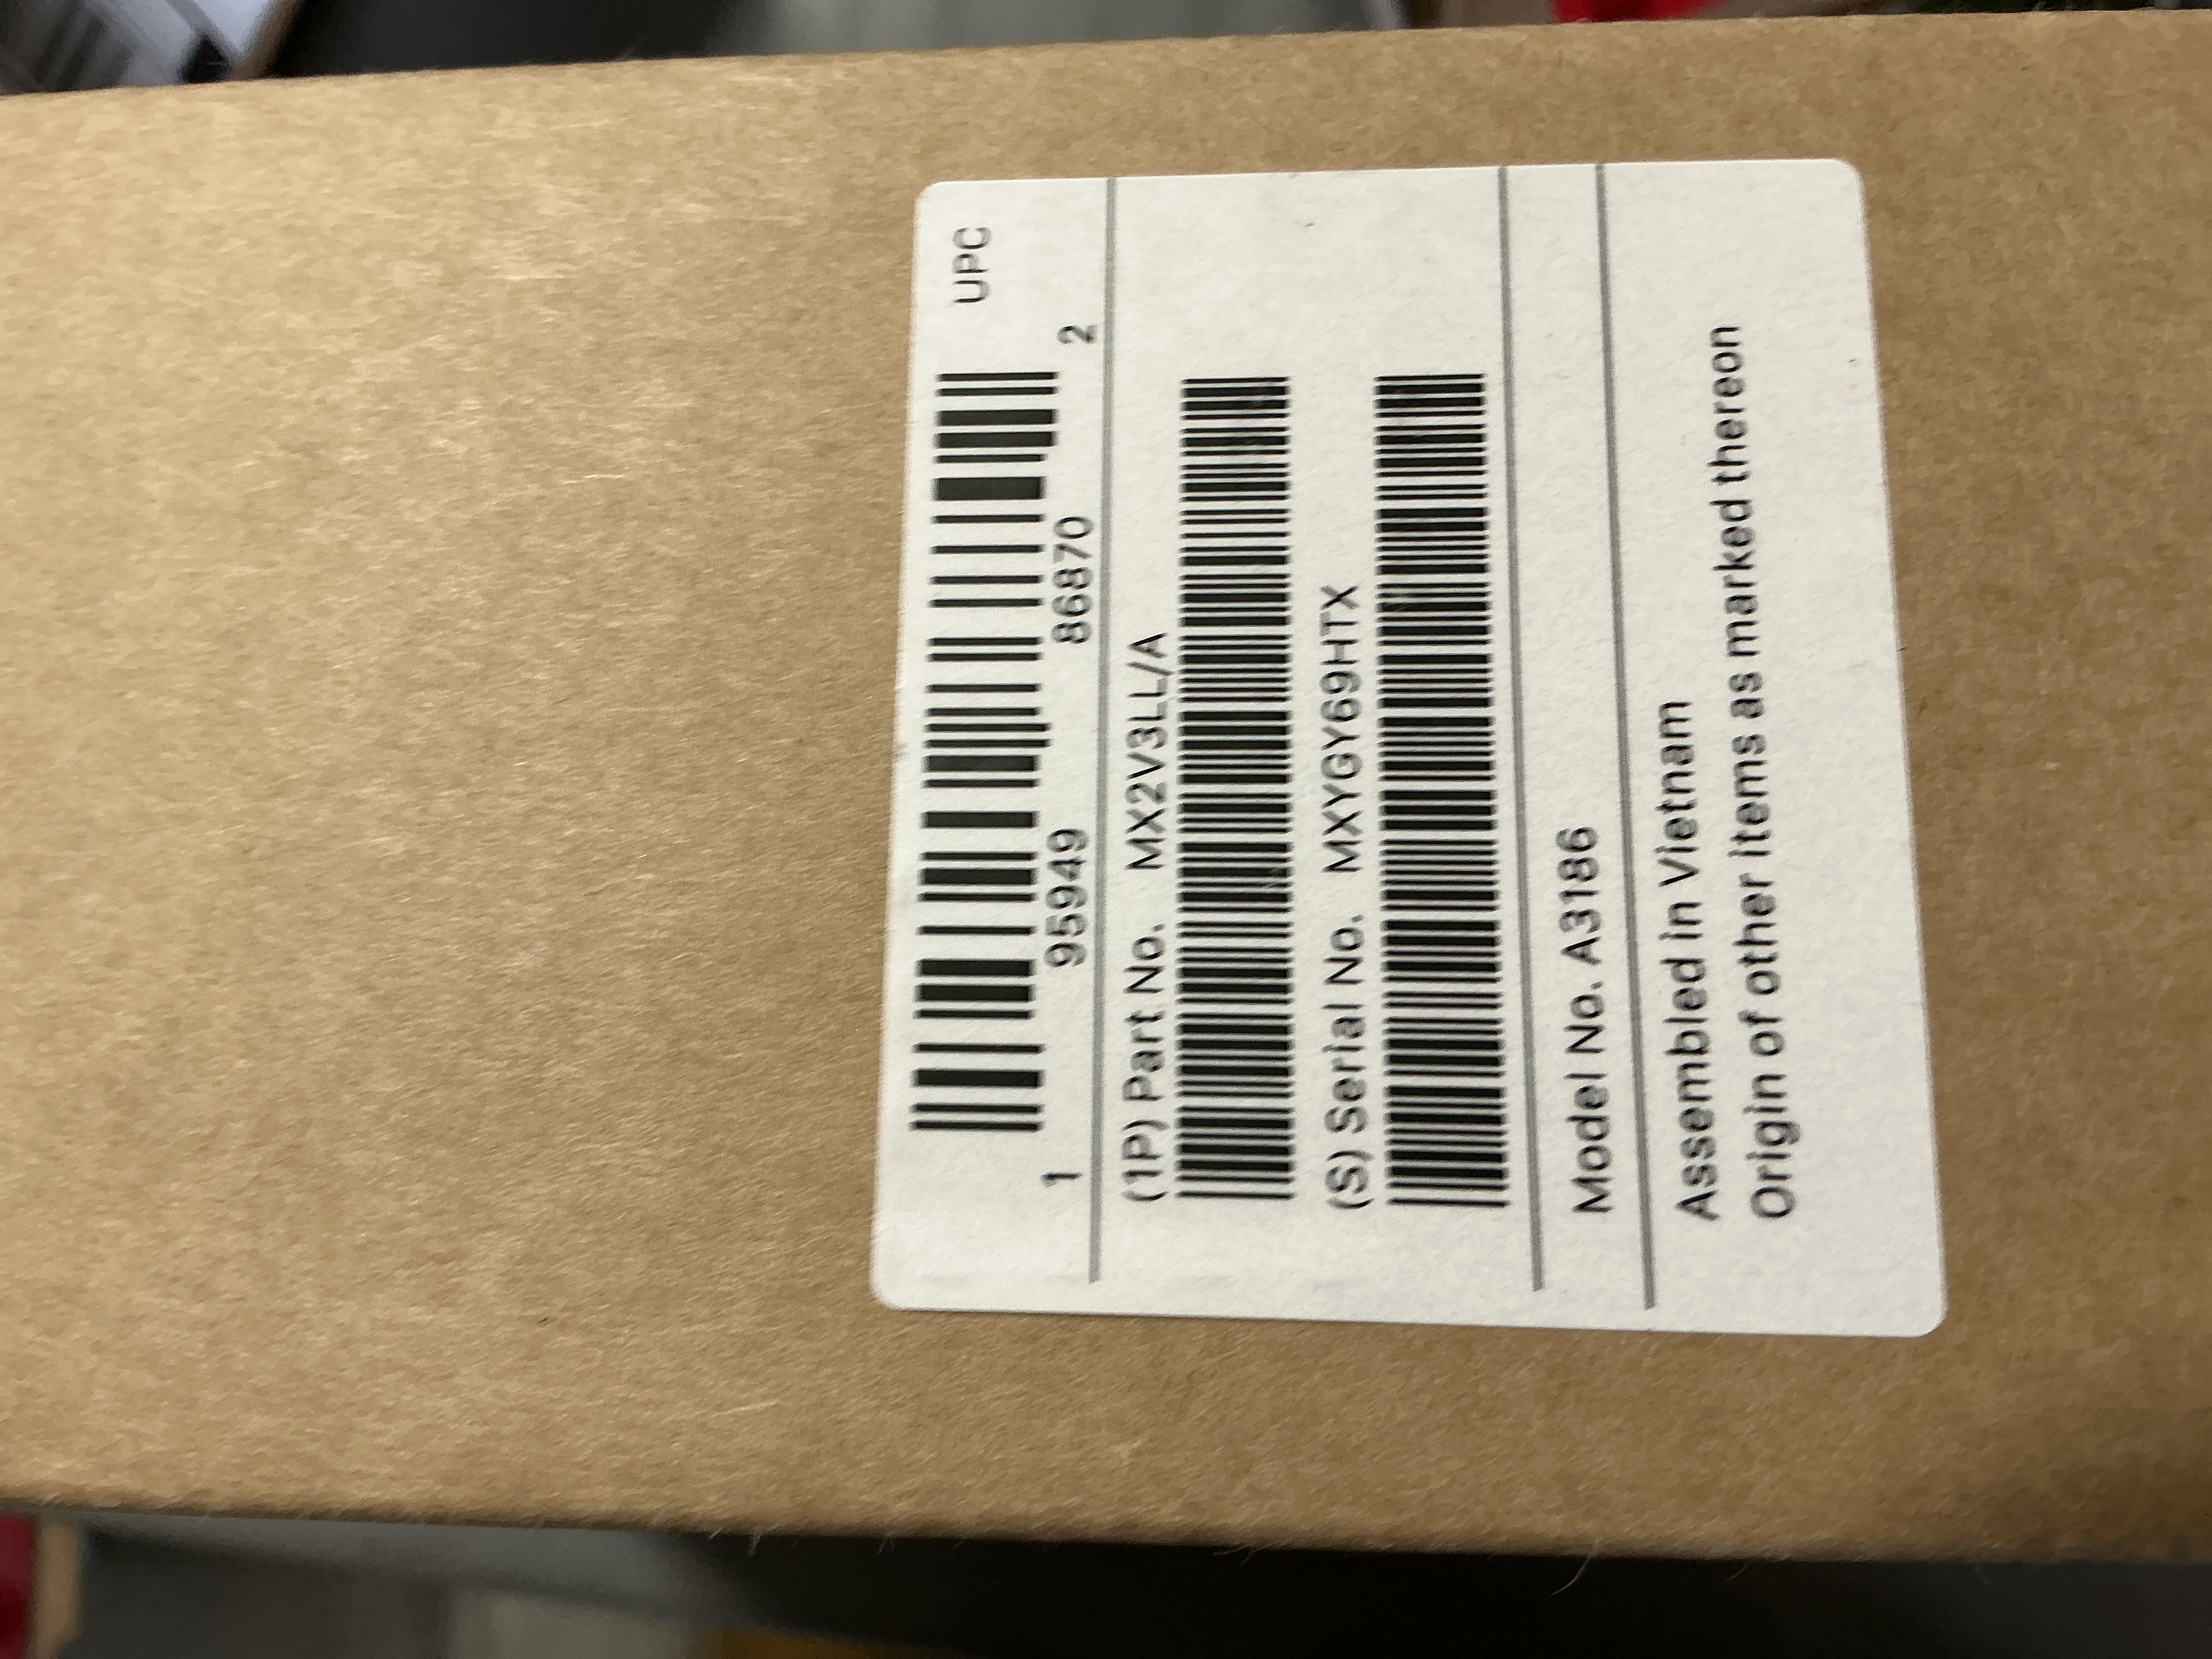 UPC
1 95949 86870 2
(1P) Part No. MX2V3LL/A
(S) Serial No. MXYGY69HTX
Model No. A3186
Assembled in Vietnam
Origin of other items as marked thereon